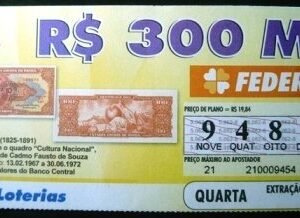 R$ 300 M
FEDER
PREÇO DE PLANO = R$ 19,84
9 4 8
NOVE QUAT OITO D
PREÇO MÁXIMO AO APOSTADOR
21 210009454
(1825-1891)
o quadro "Cultura Nacional",
de Cadmo Fausto de Souza
o: 13.02.1967 a 30.06.1972
dores do Banco Central
Loterias
QUARTA EXTRAÇÃO